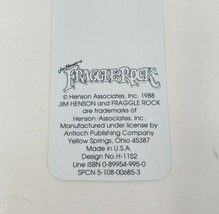 Jim Henson's
FRAGGLE ROCK
© Henson Associates, Inc. 1988
JIM HENSON and FRAGGLE ROCK
are trademarks of
Henson Associates, Inc.
Manufactured under license by
Antioch Publishing Company
Yellow Springs, Ohio 45387
Made in U.S.A.
Design No.H-1152
Line ISBN 0-89954-995-0
SPCN 5-108-00685-3